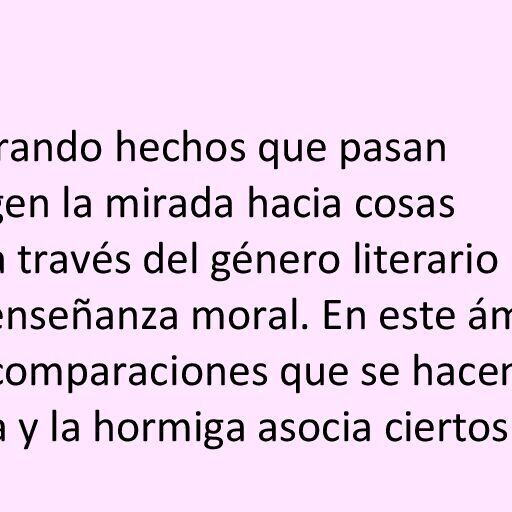 rando hechos que pasan
gen la mirada hacia cosas
a través del género literario
enseñanza moral. En este ám
comparaciones que se hacen
a y la hormiga asocia ciertos